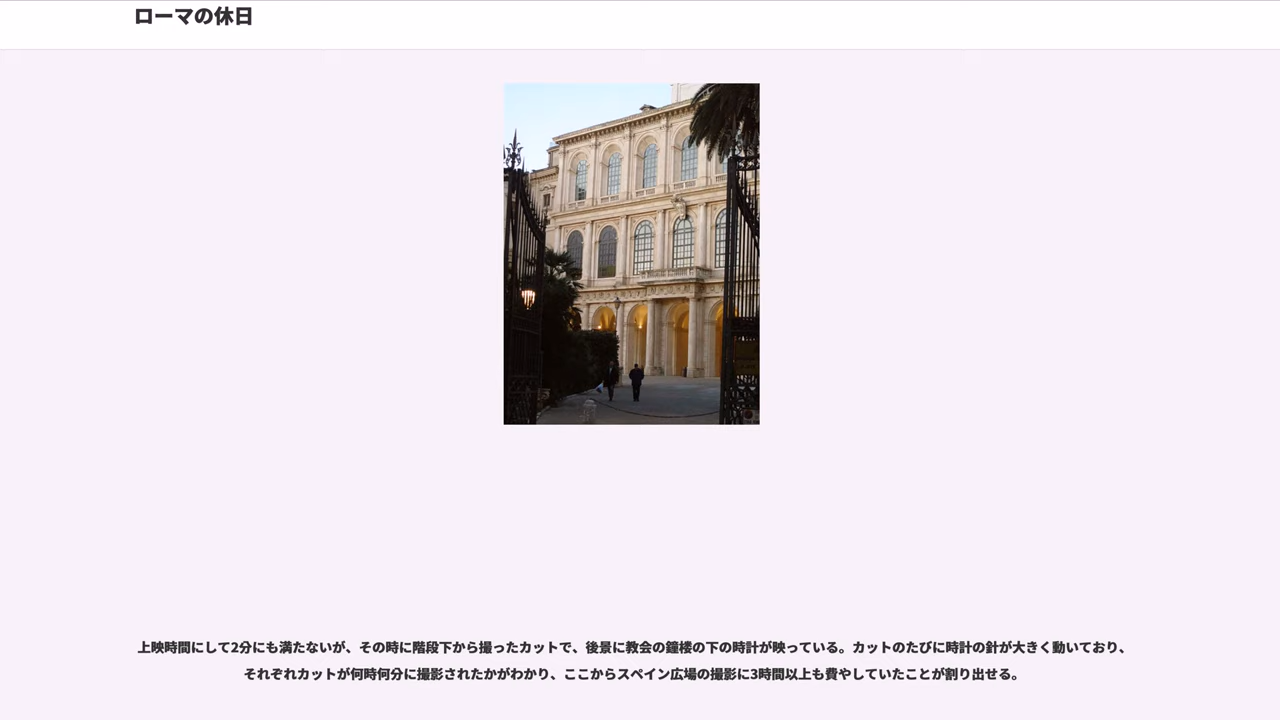 ローマの休日
上映時間にして2分にも満たないが、その時に階段下から撮ったカットで、後景に教会の鐘楼の下の時計が映っている。カットのたびに時計の針が大きく動いており、
それぞれカットが何時何分に撮影されたかがわかり、ここからスペイン広場の撮影に3時間以上も費やしていたことが割り出せる。